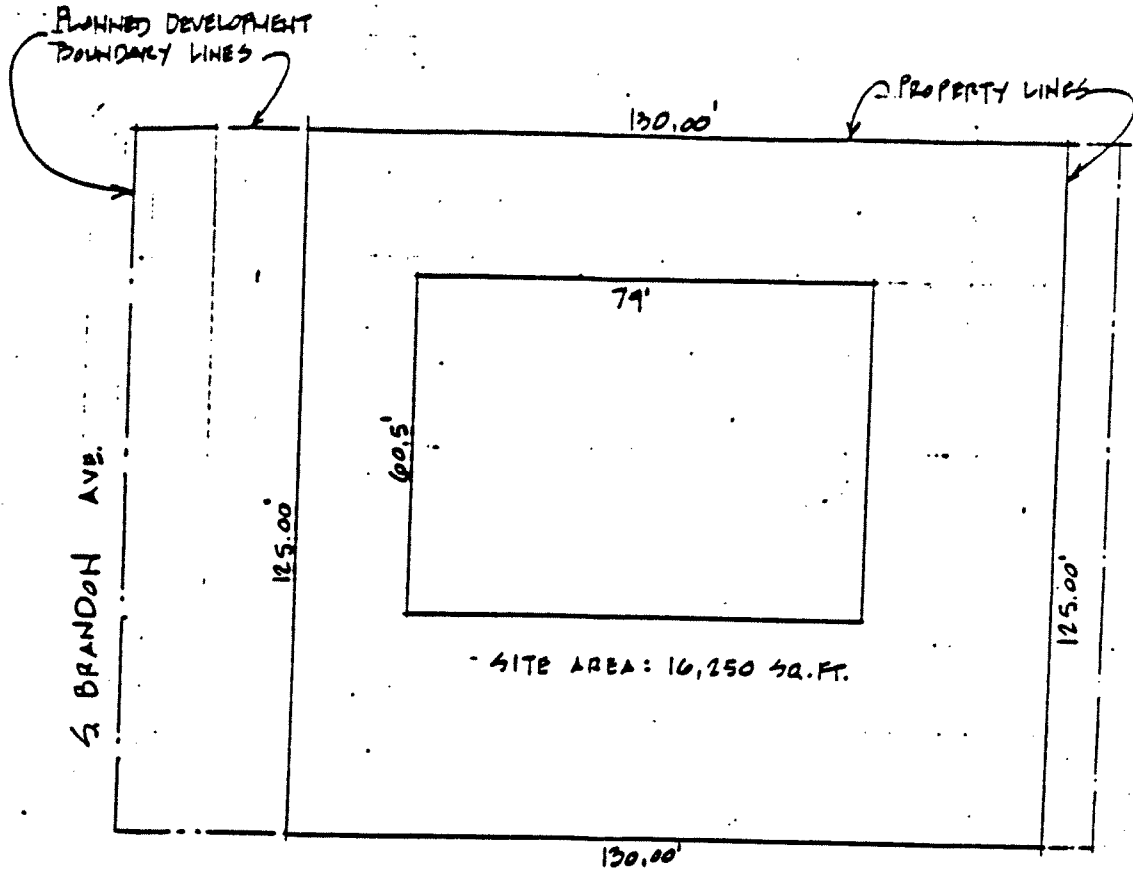 PLANNED DEVELOPMENT
BOUNDARY LINES
PROPERTY LINES
130.00'
79'
60.5'
S. BRANDON AVE.
125.00'
125.00'
SITE AREA: 16,250 SQ.FT.
130.00'